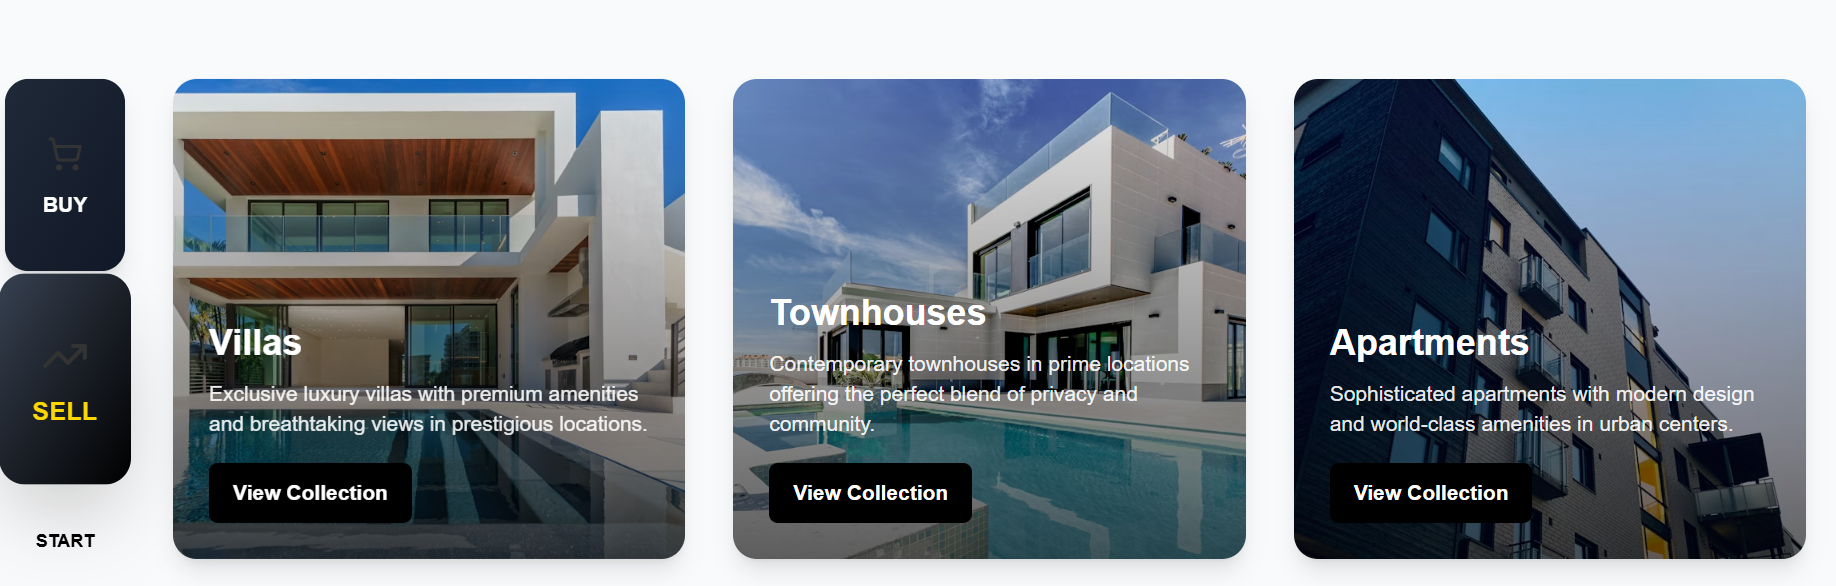 BUY
SELL
START
Villas
Exclusive luxury villas with premium amenities
and breathtaking views in prestigious locations.
View Collection
Townhouses
Contemporary townhouses in prime locations
offering the perfect blend of privacy and
community.
View Collection
Apartments
Sophisticated apartments with modern design
and world-class amenities in urban centers.
View Collection